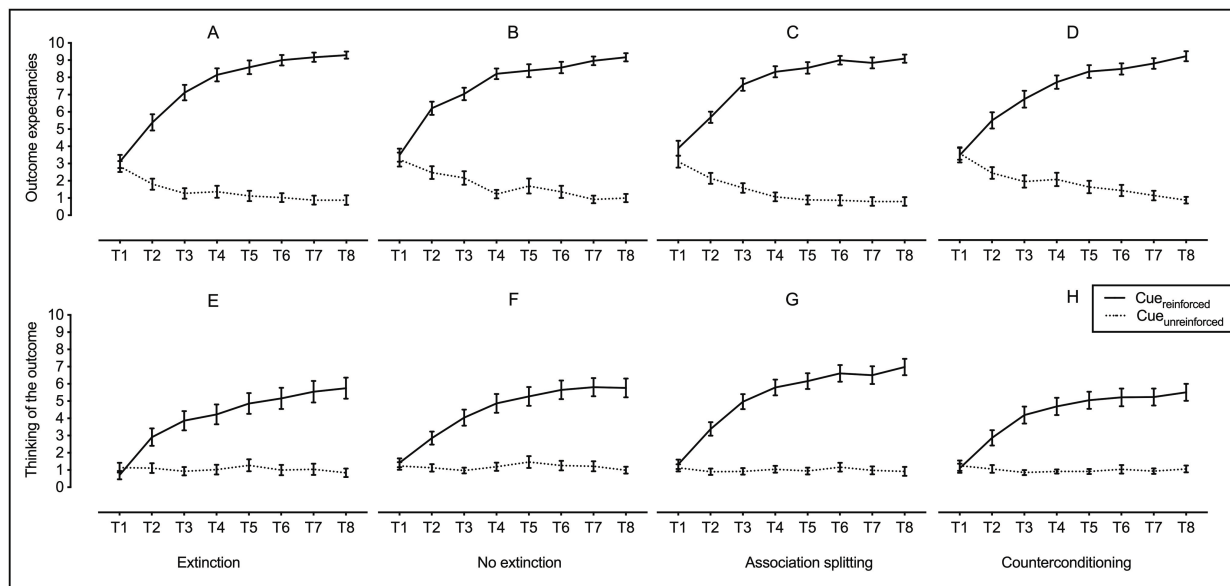 A B C D
Outcome expectancies
10
9
8
7
6
5
4
3
2
1
0
T1 T2 T3 T4 T5 T6 T7 T8 T1 T2 T3 T4 T5 T6 T7 T8 T1 T2 T3 T4 T5 T6 T7 T8 T1 T2 T3 T4 T5 T6 T7 T8
E F G H
Cue reinforced
Cue unreinforced
Thinking of the outcome
10
9
8
7
6
5
4
3
2
1
0
T1 T2 T3 T4 T5 T6 T7 T8 T1 T2 T3 T4 T5 T6 T7 T8 T1 T2 T3 T4 T5 T6 T7 T8 T1 T2 T3 T4 T5 T6 T7 T8
Extinction No extinction Association splitting Counterconditioning